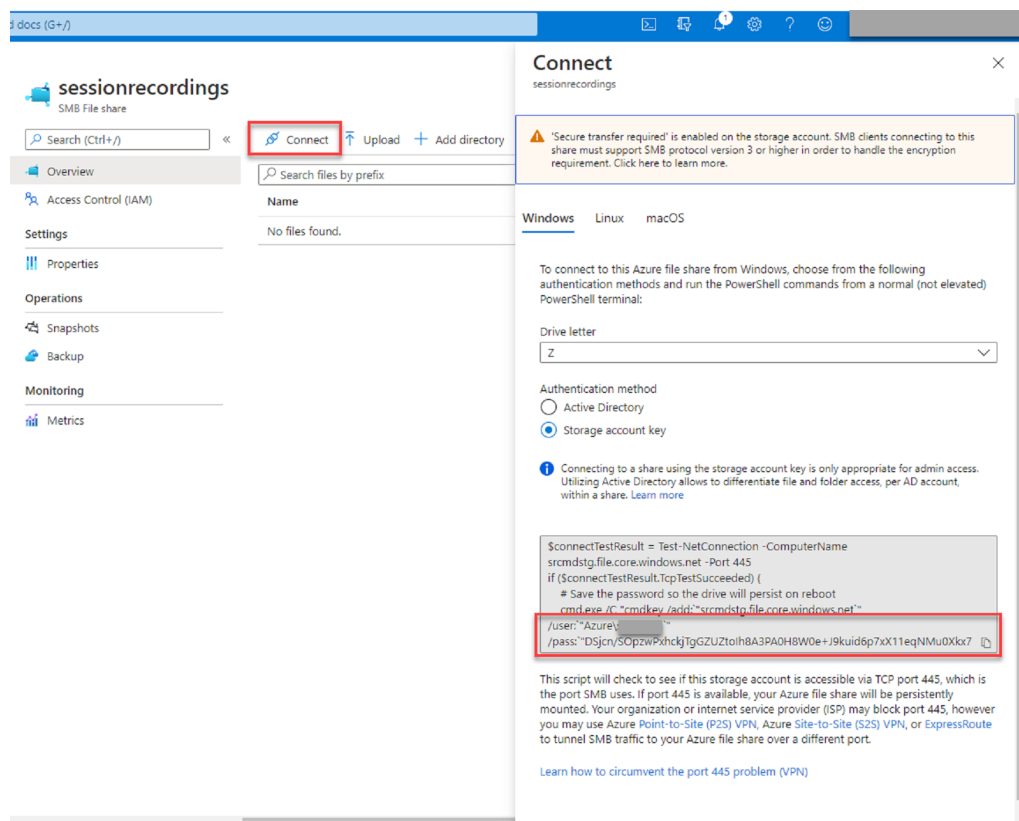 d docs (G+/)
1
sessionrecordings
SMB File share
Search (Ctrl+/)
«
Overview
Access Control (IAM)
Settings
Properties
Operations
Snapshots
Backup
Monitoring
Metrics
Connect
Upload
Add directory
Search files by prefix
Name
No files found.
Connect
sessionrecordings
'Secure transfer required' is enabled on the storage account. SMB clients connecting to this
share must support SMB protocol version 3 or higher in order to handle the encryption
requirement. Click here to learn more.
Windows Linux macOS
To connect to this Azure file share from Windows, choose from the following
authentication methods and run the PowerShell commands from a normal (not elevated)
PowerShell terminal:
Drive letter
Z
Authentication method
Active Directory
Storage account key
Connecting to a share using the storage account key is only appropriate for admin access.
Utilizing Active Directory allows to differentiate file and folder access, per AD account,
within a share. Learn more
$connectTestResult = Test-NetConnection -ComputerName
srcmdstg.file.core.windows.net -Port 445
if ($connectTestResult.TcpTestSucceeded) {
# Save the password so the drive will persist on reboot
cmd.exe /C "cmdkey /add:`"srcmdstg.file.core.windows.net`"
/user:`"Azure\ `"
/pass:`"DSjcn/SOpzwPxhckjTgGZUZtoIh8A3PA0H8W0e+J9kuid6p7xX11eqNMu0Xkx7
This script will check to see if this storage account is accessible via TCP port 445, which is
the port SMB uses. If port 445 is available, your Azure file share will be persistently
mounted. Your organization or internet service provider (ISP) may block port 445, however
you may use Azure Point-to-Site (P2S) VPN, Azure Site-to-Site (S2S) VPN, or ExpressRoute
to tunnel SMB traffic to your Azure file share over a different port.
Learn how to circumvent the port 445 problem (VPN)